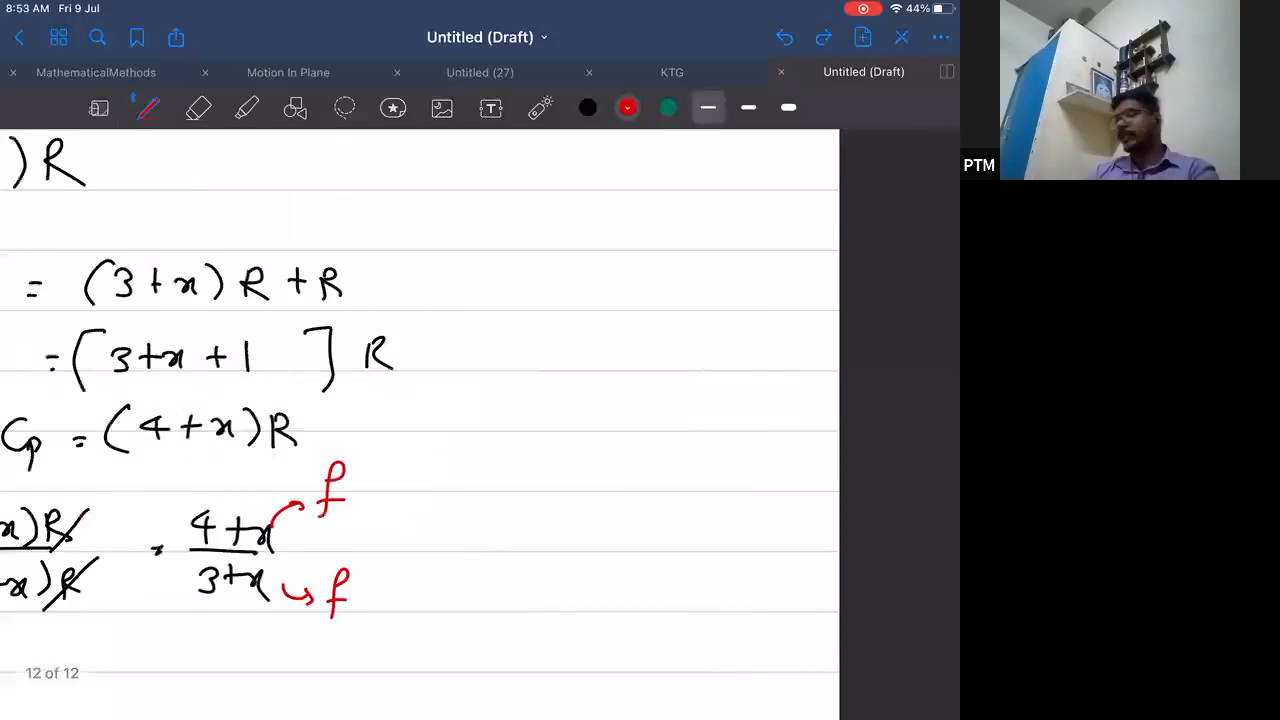 8:53 AM Fri 9 Jul
44%
Untitled (Draft)
MathematicalMethods
Motion In Plane
Untitled (27)
KTG
Untitled (Draft)
)R
= (3+x)R+R
=[3+x+1]R
Cp = (4+x)R
x)R = 4+x → f
x)R 3+x → f
12 of 12
PTM